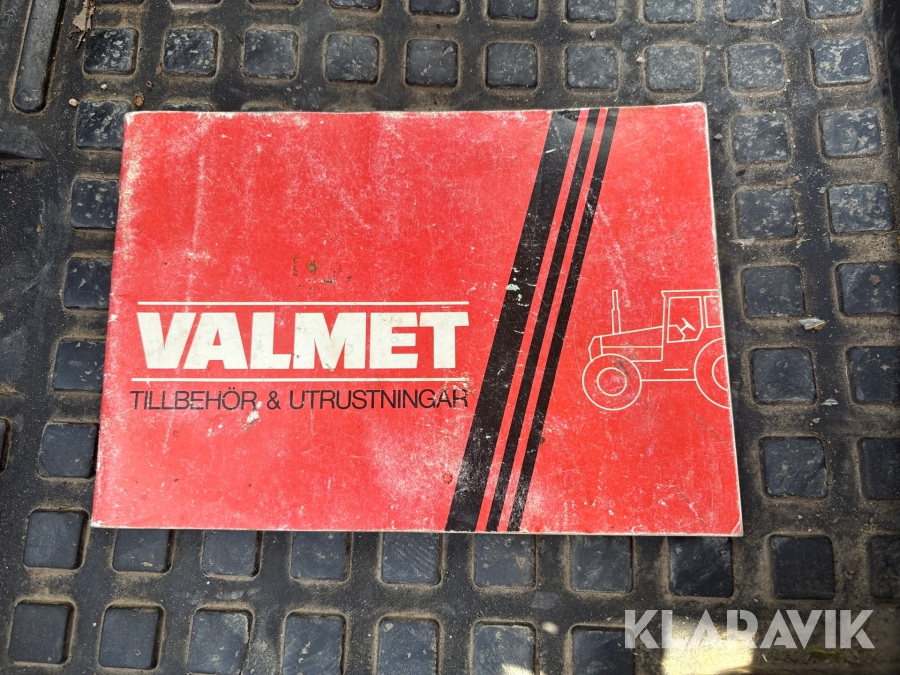 VALMET
TILLBEHÖR & UTRUSTNINGAR
KLARAVIK